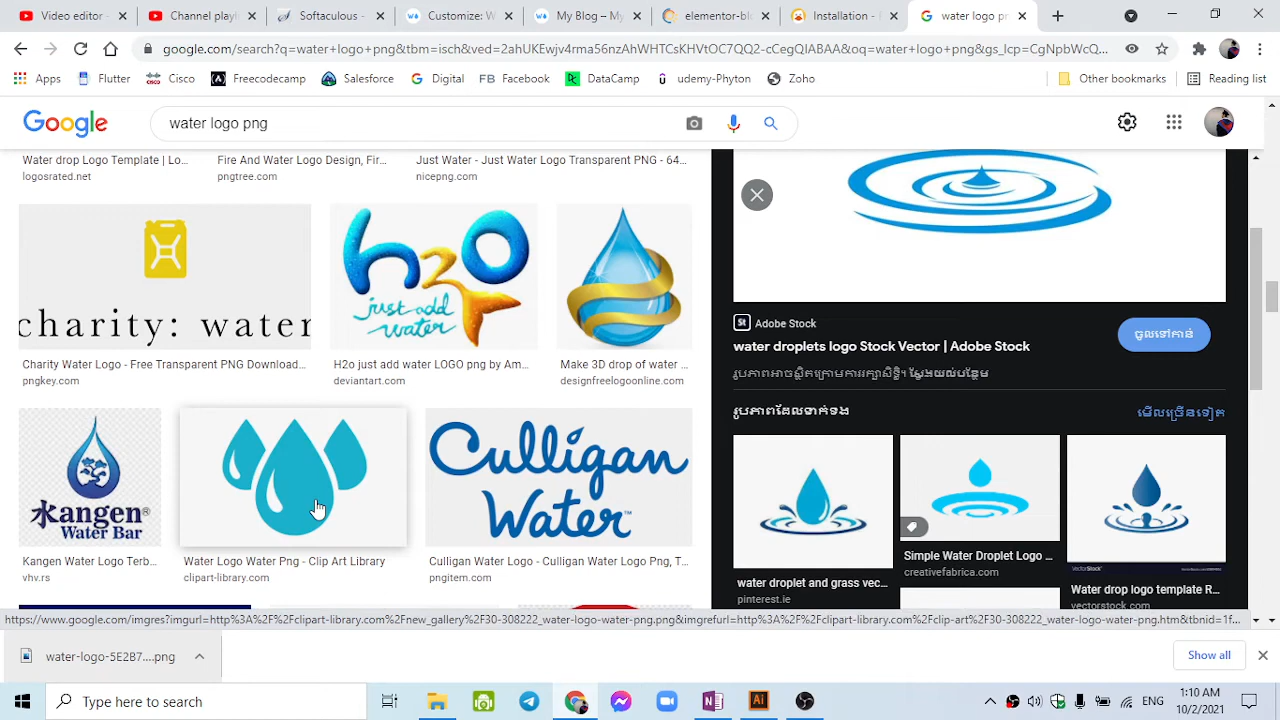 Video editor
Channel playl
Softaculous -
Customize: W
My Blog – My
elementor bl
Installation -
water logo pn
google.com/search?q=water+logo+png&tbm=isch&ved=2ahUKEwjv4rma56nzAhWHTCsKHVtOC7QQ2-cCegQIABAA&oq=water+logo+png&gs_lcp=CgNpbWcQ...
Apps
Flutter
Cisco
Freecodecamp
Salesforce
Digital
FB Facebook
DataCamp
udemy-Phyton
Zoho
Other bookmarks
Reading list
Google
water logo png
Water drop Logo Template | Lo...
logosrated.net
Fire And Water Logo Design, Fir...
pngtree.com
Just Water - Just Water Logo Transparent PNG - 64...
nicepng.com
charity: water
h2o
just add
water
Charity Water Logo - Free Transparent PNG Download...
pngkey.com
H2o just add water LOGO png by Am...
deviantart.com
Make 3D drop of water ...
designfreelogoonline.com
水angen®
Water Bar
Culligan
Water™
Kangen Water Logo Terb...
vhv.rs
Water Logo Water Png - Clip Art Library
clipart-library.com
Culligan Water Logo - Culligan Water Logo Png, T...
pngitem.com
St Adobe Stock
ចូលទៅកាន់
water droplets logo Stock Vector | Adobe Stock
រូបភាពអាចស្ថិតក្រោមការរក្សាសិទ្ធិ។ ស្វែងយល់បន្ថែម
រូបភាពដែលទាក់ទង
មើលច្រើនទៀត
water droplet and grass vec...
pinterest.ie
Simple Water Droplet Logo ...
creativefabrica.com
VectorStock
Water drop logo template R...
vectorstock.com
https://www.google.com/imgres?imgurl=http%3A%2F%2Fclipart-library.com%2Fnew_gallery%2F30-308222_water-logo-water-png.png&imgrefurl=http%3A%2F%2Fclipart-library.com%2Fclip-art%2F30-308222_water-logo-water-png.htm&tbnid=1f...
water-logo-5E287....png
Show all
Type here to search
Ai
ENG
1:10 AM
10/2/2021